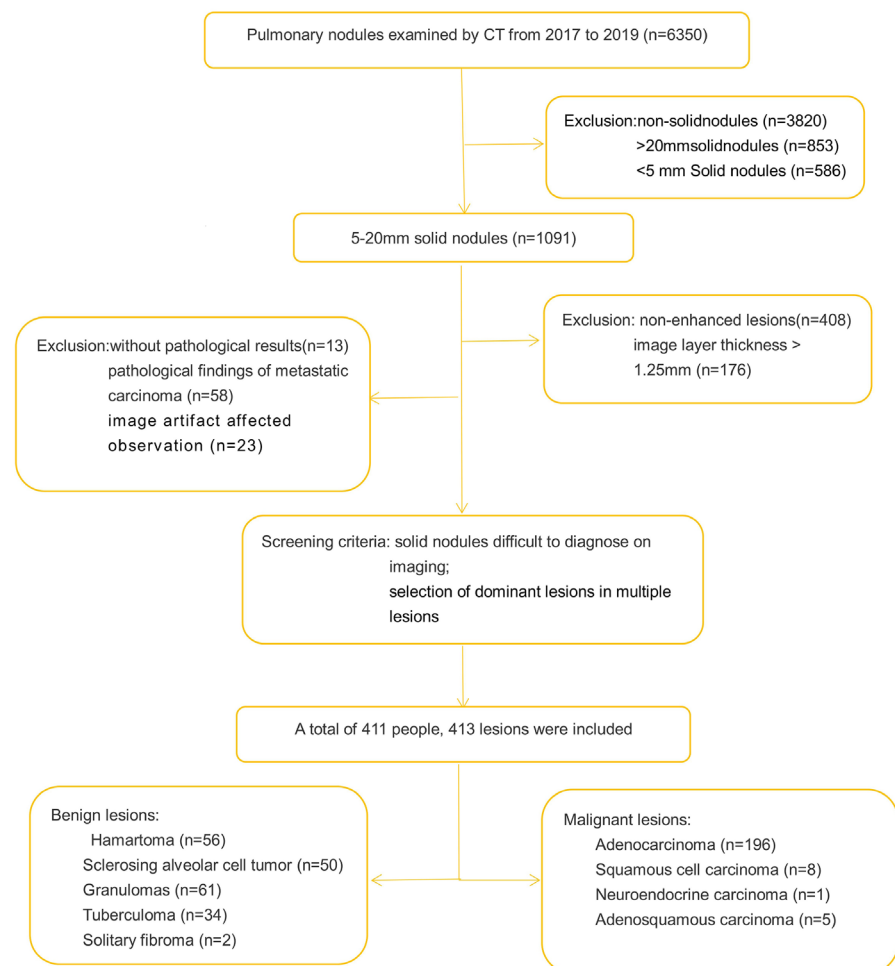 Pulmonary nodules examined by CT from 2017 to 2019 (n=6350)
Exclusion:non-solidnodules (n=3820)
>20mmsolidnodules (n=853)
<5 mm Solid nodules (n=586)
5-20mm solid nodules (n=1091)
Exclusion: non-enhanced lesions(n=408)
image layer thickness >
1.25mm (n=176)
Exclusion:without pathological results(n=13)
pathological findings of metastatic
carcinoma (n=58)
image artifact affected
observation (n=23)
Screening criteria: solid nodules difficult to diagnose on
imaging;
selection of dominant lesions in multiple
lesions
A total of 411 people, 413 lesions were included
Benign lesions:
Hamartoma (n=56)
Sclerosing alveolar cell tumor (n=50)
Granulomas (n=61)
Tuberculoma (n=34)
Solitary fibroma (n=2)
Malignant lesions:
Adenocarcinoma (n=196)
Squamous cell carcinoma (n=8)
Neuroendocrine carcinoma (n=1)
Adenosquamous carcinoma (n=5)